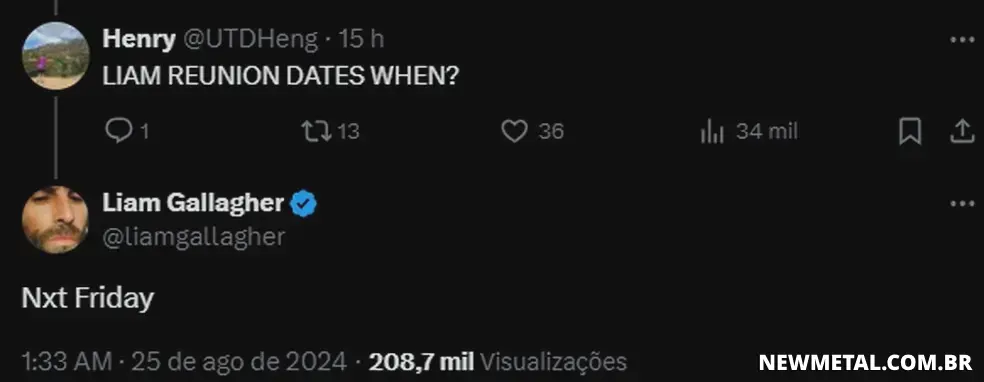 Henry @UTDHeng · 15 h
LIAM REUNION DATES WHEN?
1 13 36 34 mil
Liam Gallagher
@liamgallagher
Nxt Friday
1:33 AM · 25 de ago de 2024 · 208,7 mil Visualizações
NEWMETAL.COM.BR